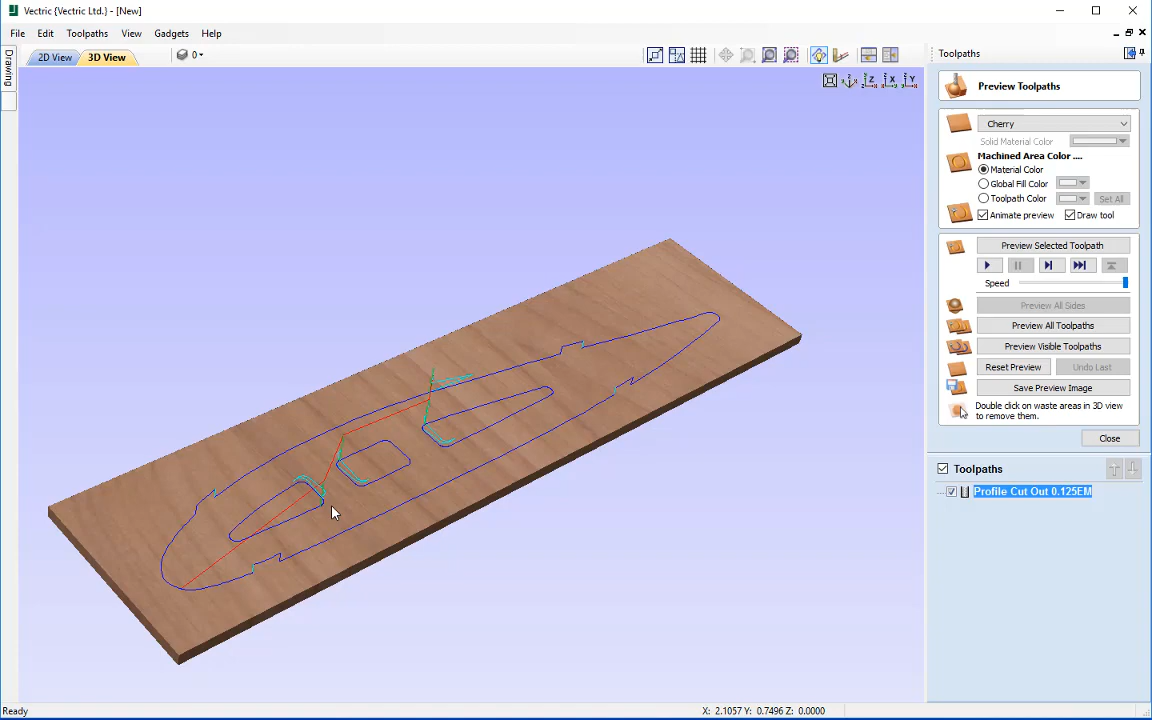 Vectric {Vectric Ltd.} - [New]
File Edit Toolpaths View Gadgets Help
Drawing
2D View 3D View 0
Z X Y
Toolpaths
Preview Toolpaths
Cherry
Solid Material Color
Machined Area Color ....
Material Color
Global Fill Color
Toolpath Color Set All
Animate preview Draw tool
Preview Selected Toolpath
Speed
Preview All Sides
Preview All Toolpaths
Preview Visible Toolpaths
Reset Preview Undo Last
Save Preview Image
Double click on waste areas in 3D view
to remove them.
Close
Toolpaths
Profile Cut Out 0.125EM
Ready X: 2.1057 Y: 0.7496 Z: 0.0000